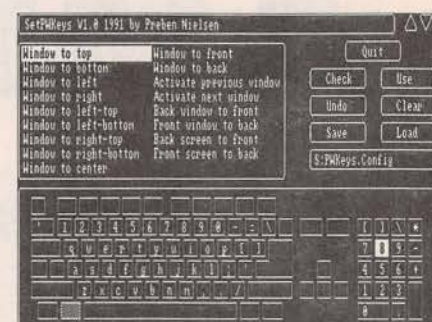 SetPWKeys V1.0 1991 by Preben Nielsen
Window to top
Window to bottom
Window to left
Window to right
Window to left-top
Window to left-bottom
Window to right-top
Window to right-bottom
Window to center
Window to front
Window to back
Activate previous window
Activate next window
Back window to front
Front window to back
Back screen to front
Front screen to back
Quit
Check
Use
Undo
Clear
Save
Load
S:PWKeys.Config
` 1 2 3 4 5 6 7 8 9 0 - = \
[ ] \ *
q w e r t y u i o p [ ]
7 8 9 -
a s d f g h j k l ; '
4 5 6 +
z x c v b n m , . /
1 2 3
0 .